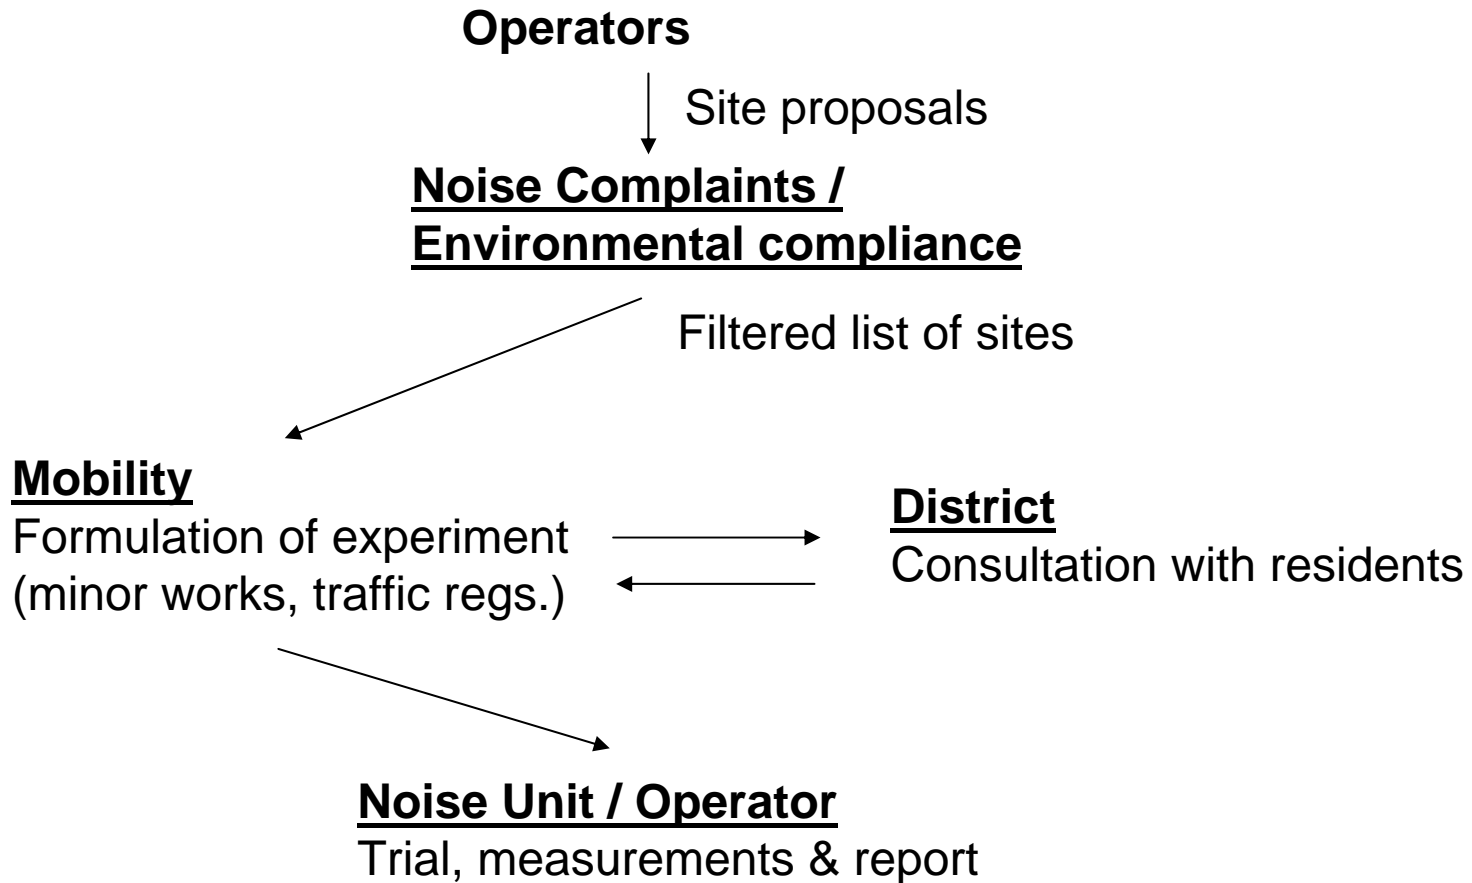 Operators
Site proposals
Noise Complaints /
Environmental compliance
Filtered list of sites
Mobility
Formulation of experiment
(minor works, traffic regs.)
District
Consultation with residents
Noise Unit / Operator
Trial, measurements & report